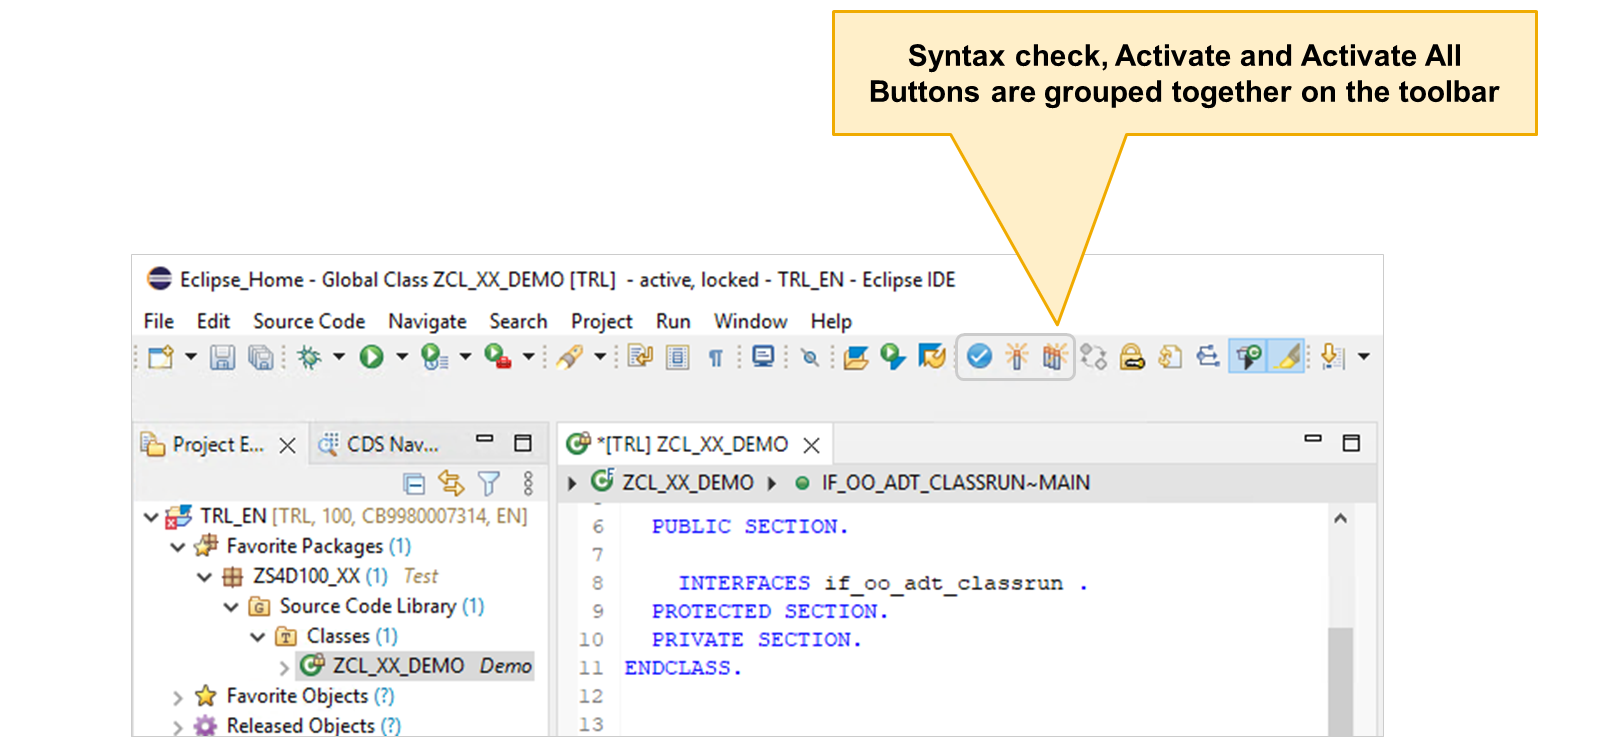 Syntax check, Activate and Activate All
Buttons are grouped together on the toolbar
Eclipse_Home - Global Class ZCL_XX_DEMO [TRL] - active, locked - TRL_EN - Eclipse IDE
File Edit Source Code Navigate Search Project Run Window Help
Project E... CDS Nav...
*[TRL] ZCL_XX_DEMO
ZCL_XX_DEMO IF_OO_ADT_CLASSRUN~MAIN
TRL_EN [TRL, 100, CB9980007314, EN]
Favorite Packages (1)
ZS4D100_XX (1) Test
Source Code Library (1)
Classes (1)
ZCL_XX_DEMO Demo
Favorite Objects (?)
Released Objects (?)
6 PUBLIC SECTION.
7
8 INTERFACES if_oo_adt_classrun .
9 PROTECTED SECTION.
10 PRIVATE SECTION.
11 ENDCLASS.
12
13